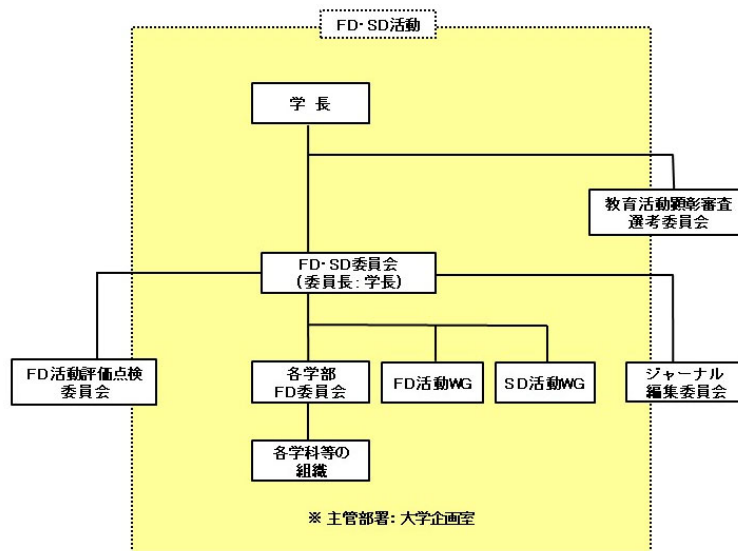 FD・SD活動
学 長
教育活動顕彰審査
選考委員会
FD・SD委員会
(委員長：学長)
FD活動評価点検
委員会
各学部
FD委員会
FD活動WG
SD活動WG
ジャーナル
編集委員会
各学科等の
組織
※ 主管部署：大学企画室